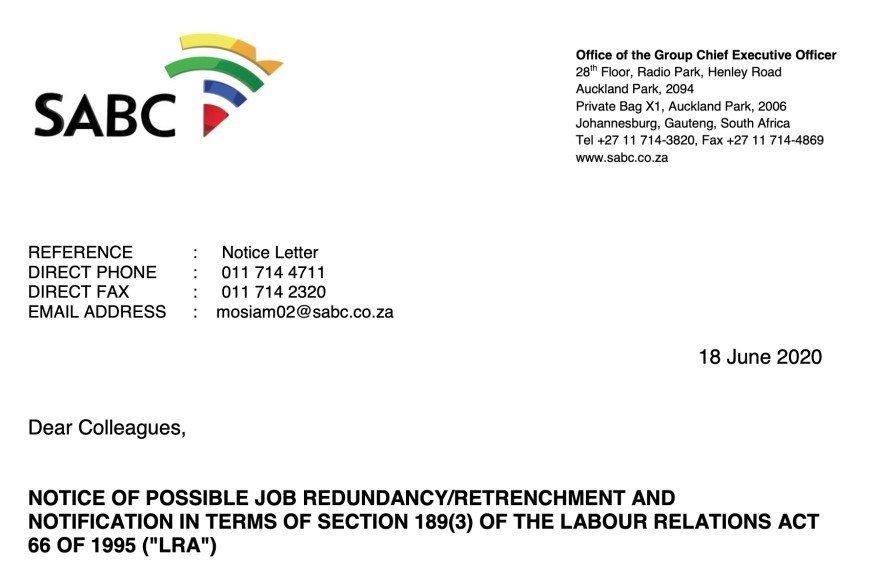 SABC
Office of the Group Chief Executive Officer
28th Floor, Radio Park, Henley Road
Auckland Park, 2094
Private Bag X1, Auckland Park, 2006
Johannesburg, Gauteng, South Africa
Tel +27 11 714-3820, Fax +27 11 714-4869
www.sabc.co.za
REFERENCE : Notice Letter
DIRECT PHONE : 011 714 4711
DIRECT FAX : 011 714 2320
EMAIL ADDRESS : mosiam02@sabc.co.za
18 June 2020
Dear Colleagues,
NOTICE OF POSSIBLE JOB REDUNDANCY/RETRENCHMENT AND
NOTIFICATION IN TERMS OF SECTION 189(3) OF THE LABOUR RELATIONS ACT
66 OF 1995 ("LRA")